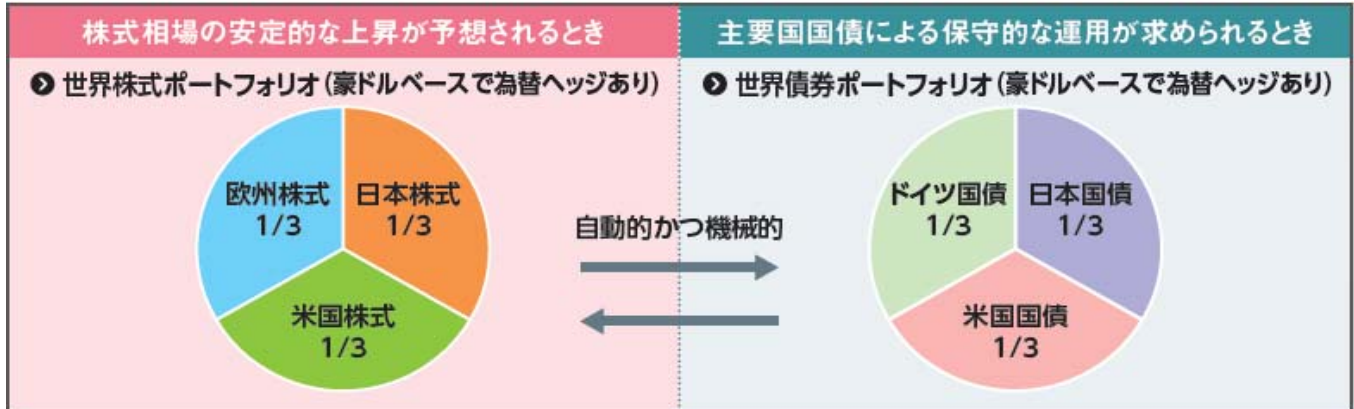 株式相場の安定的な上昇が予想されるとき
主要国国債による保守的な運用が求められるとき
世界株式ポートフォリオ(豪ドルベースで為替ヘッジあり)
世界債券ポートフォリオ(豪ドルベースで為替ヘッジあり)
欧州株式
1/3
日本株式
1/3
米国株式
1/3
自動的かつ機械的
ドイツ国債
1/3
日本国債
1/3
米国国債
1/3